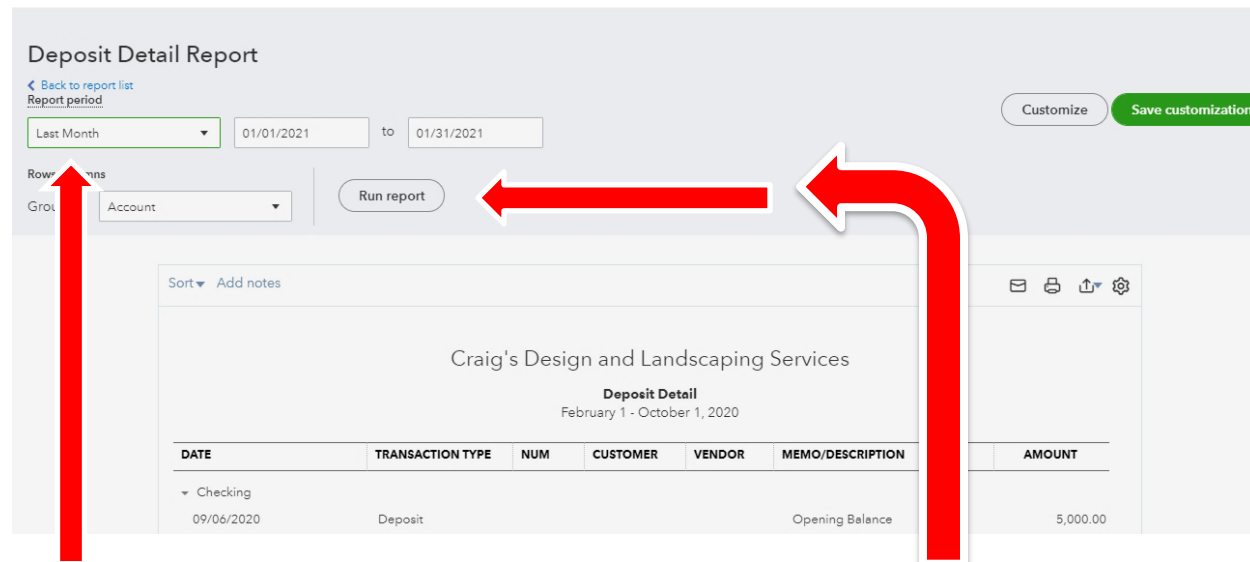 Deposit Detail Report
Back to report list
Report period
Last Month 01/01/2021 to 01/31/2021
Customize Save customization
Account Run report
Sort Add notes
Craig's Design and Landscaping Services
Deposit Detail
February 1 - October 1, 2020
DATE TRANSACTION TYPE NUM CUSTOMER VENDOR MEMO/DESCRIPTION AMOUNT
Checking
09/06/2020 Deposit Opening Balance 5,000.00